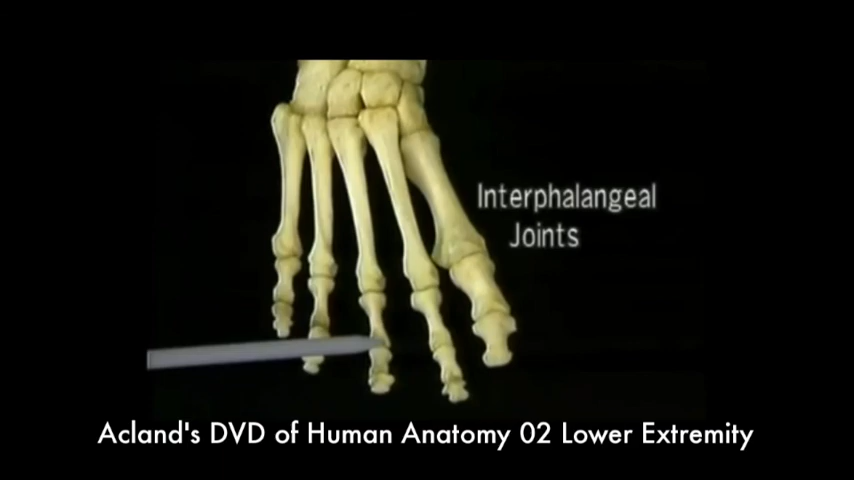 Interphalangeal
Joints
Acland's DVD of Human Anatomy 02 Lower Extremity